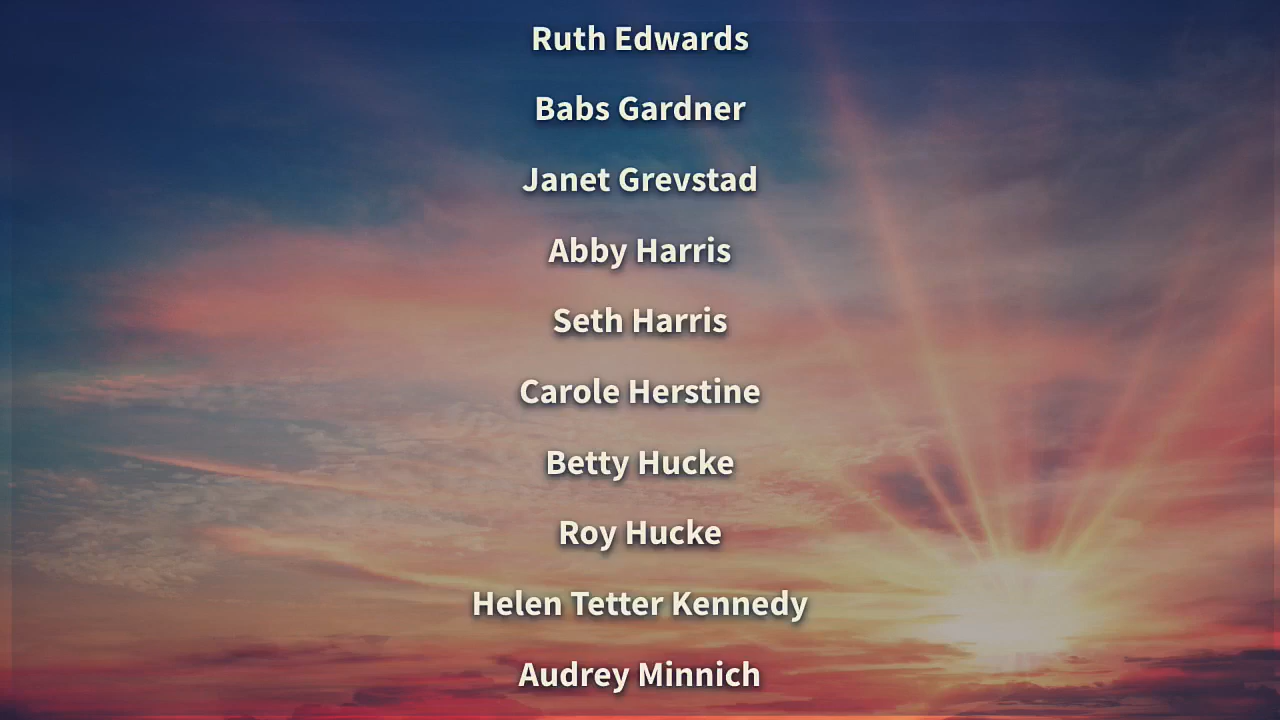 Ruth Edwards
Babs Gardner
Janet Grevstad
Abby Harris
Seth Harris
Carole Herstine
Betty Hucke
Roy Hucke
Helen Tetter Kennedy
Audrey Minnich